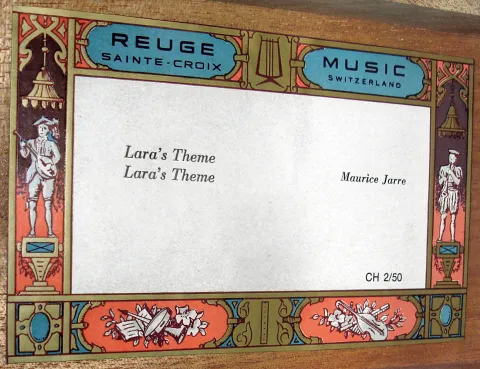 REUGE MUSIC
SAINTE-CROIX SWITZERLAND
Lara's Theme
Lara's Theme Maurice Jarre
CH 2/50